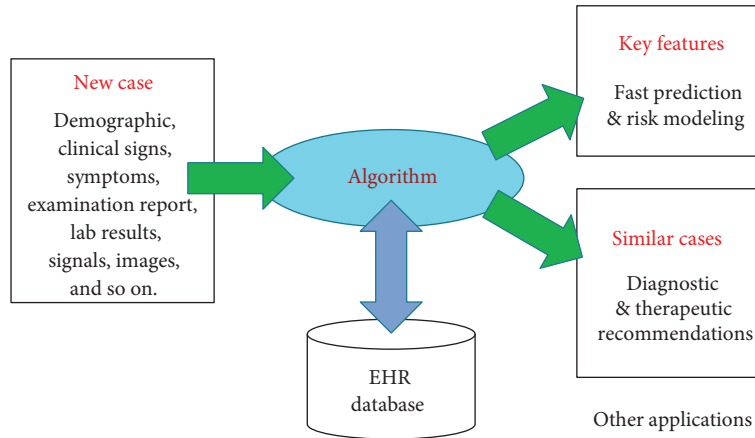 New case
Demographic,
clinical signs,
symptoms,
examination report,
lab results,
signals, images,
and so on.
Algorithm
EHR
database
Key features
Fast prediction
& risk modeling
Similar cases
Diagnostic
& therapeutic
recommendations
Other applications